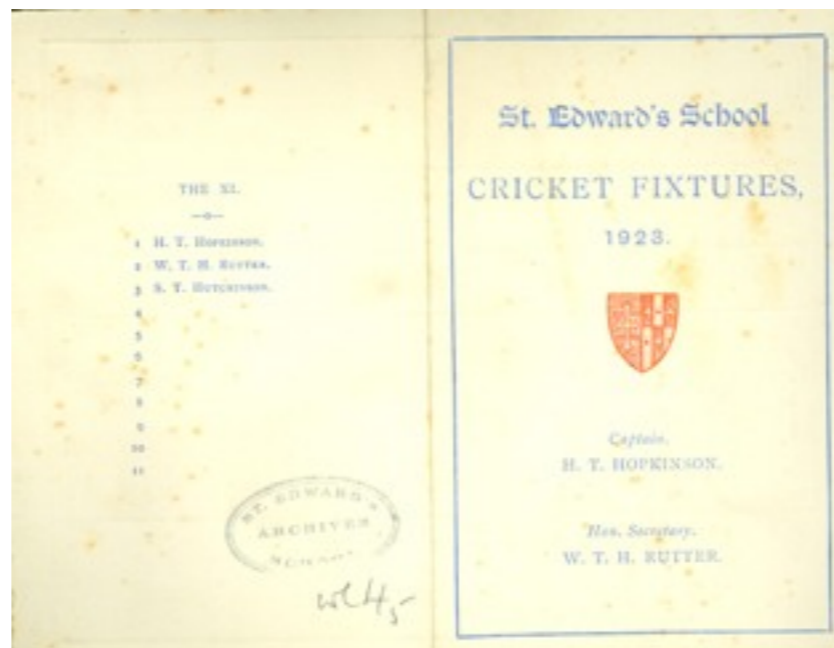 THE XI.
1 H. T. HOPKINSON.
2 W. T. H. RUTTER.
3 S. T. HUTCHINSON.
4
5
6
7
8
9
10
11
ST. EDWARD'S
ARCHIVES
SCHOOL
St. Edward's School
CRICKET FIXTURES,
1923.
Captain.
H. T. HOPKINSON.
Hon. Secretary.
W. T. H. RUTTER.